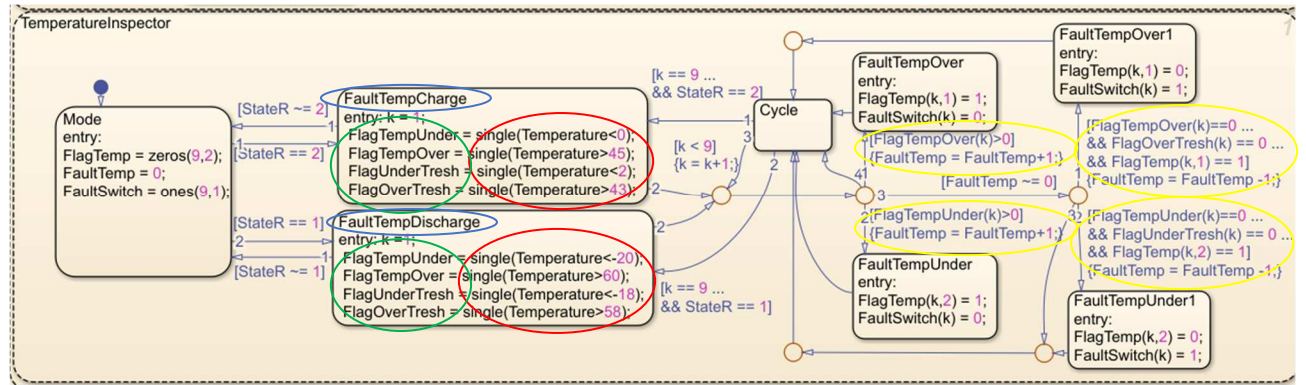 TemperatureInspector
1
Mode
entry:
FlagTemp = zeros(9,2);
FaultTemp = 0;
FaultSwitch = ones(9,1);
[StateR ~= 2]
1
1
[StateR == 2]
[StateR == 1]
2
1
[StateR ~= 1]
FaultTempCharge
entry: k = 1;
FlagTempUnder = single(Temperature<0);
FlagTempOver = single(Temperature>45);
FlagUnderTresh = single(Temperature<2);
FlagOverTresh = single(Temperature>43);
2
FaultTempDischarge
entry: k = 1;
FlagTempUnder = single(Temperature<-20);
FlagTempOver = single(Temperature>60);
FlagUnderTresh = single(Temperature<-18);
FlagOverTresh = single(Temperature>58);
2
[k == 9 ...
&& StateR == 2]
[k < 9]
{k = k+1;}
[k == 9 ...
&& StateR == 1]
Cycle
1
3
2
FaultTempOver
entry:
FlagTemp(k,1) = 1;
FaultSwitch(k) = 0;
[FlagTempOver(k)>0]
{FaultTemp = FaultTemp+1;}
4
3
[FaultTemp ~= 0]
2
[FlagTempUnder(k)>0]
{FaultTemp = FaultTemp+1;}
FaultTempUnder
entry:
FlagTemp(k,2) = 1;
FaultSwitch(k) = 0;
FaultTempOver1
entry:
FlagTemp(k,1) = 0;
FaultSwitch(k) = 1;
[FlagTempOver(k)==0 ...
&& FlagOverTresh(k) == 0 ...
&& FlagTemp(k,1) == 1]
{FaultTemp = FaultTemp -1;}
1
3
2
[FlagTempUnder(k)==0 ...
&& FlagUnderTresh(k) == 0 ...
&& FlagTemp(k,2) == 1]
{FaultTemp = FaultTemp -1;}
FaultTempUnder1
entry:
FlagTemp(k,2) = 0;
FaultSwitch(k) = 1;